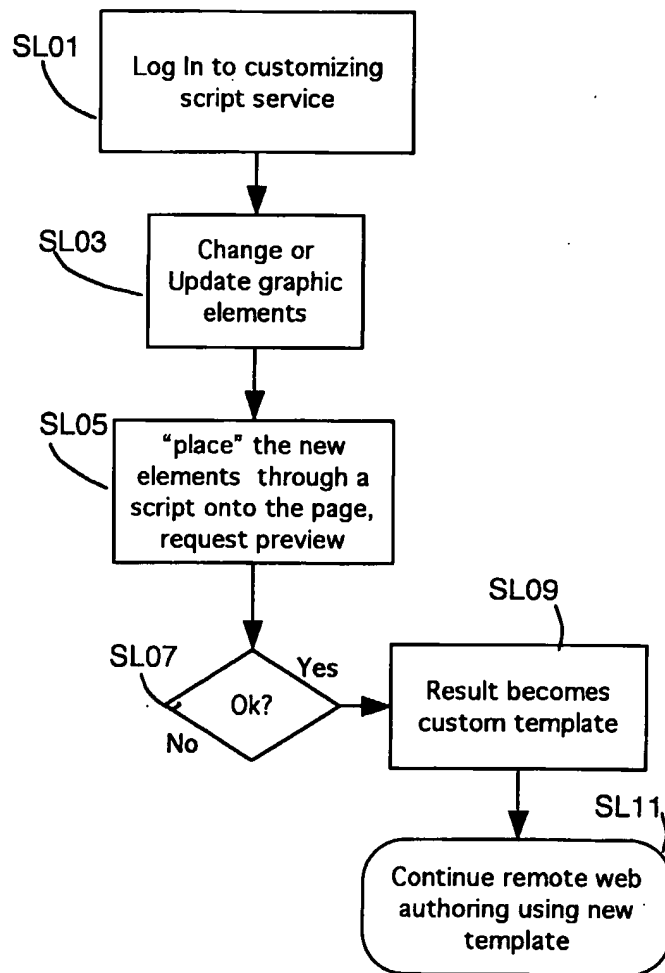 SL01
Log In to customizing
script service
SL03
Change or
Update graphic
elements
SL05
“place” the new
elements through a
script onto the page,
request preview
SL07
Ok?
Yes
No
SL09
Result becomes
custom template
SL11
Continue remote web
authoring using new
template